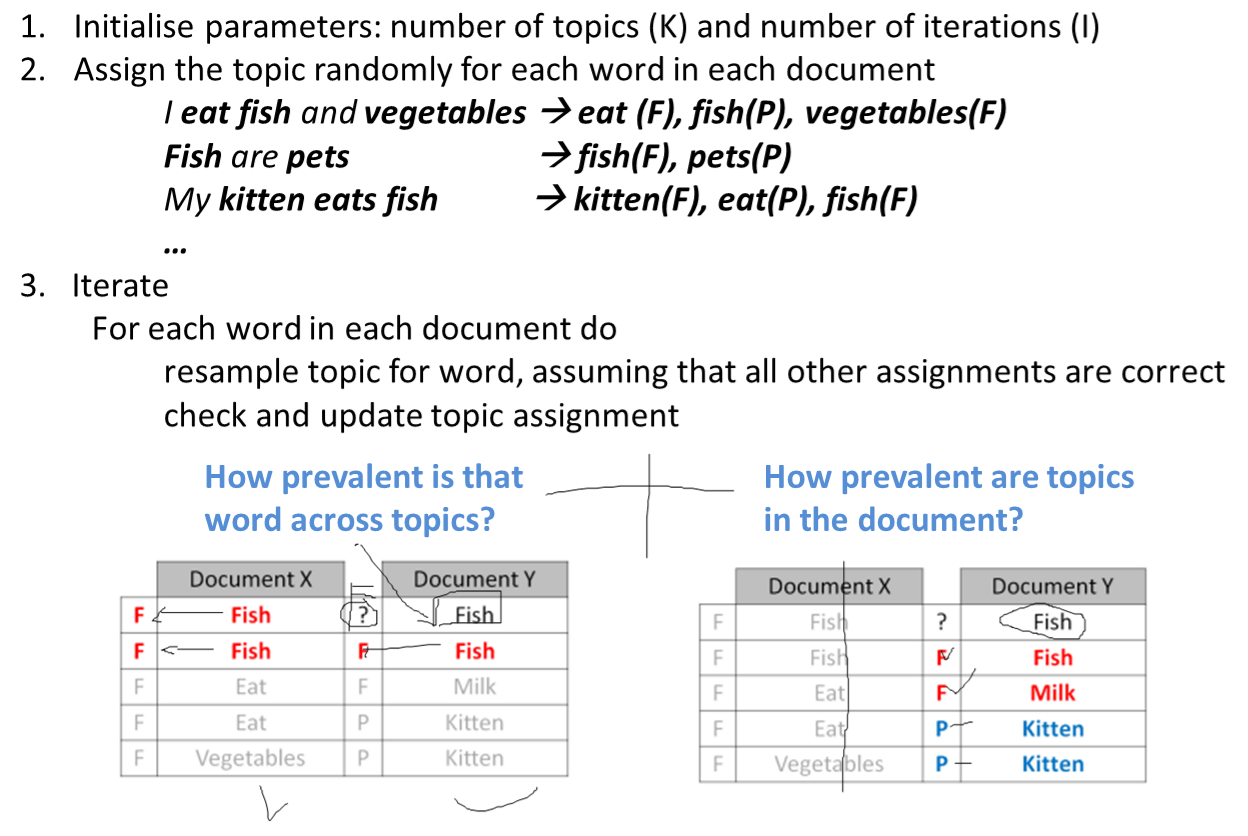 1. Initialise parameters: number of topics (K) and number of iterations (I)
2. Assign the topic randomly for each word in each document
I eat fish and vegetables → eat (F), fish(P), vegetables(F)
Fish are pets → fish(F), pets(P)
My kitten eats fish → kitten(F), eat(P), fish(F)
...
3. Iterate
For each word in each document do
resample topic for word, assuming that all other assignments are correct
check and update topic assignment
How prevalent is that
word across topics?
Document X Document Y
F Fish ? Fish
F Fish F Fish
F Eat F Milk
F Eat P Kitten
F Vegetables P Kitten
How prevalent are topics
in the document?
Document X Document Y
F Fish ? Fish
F Fish F Fish
F Eat F Milk
F Eat P Kitten
F Vegetables P Kitten